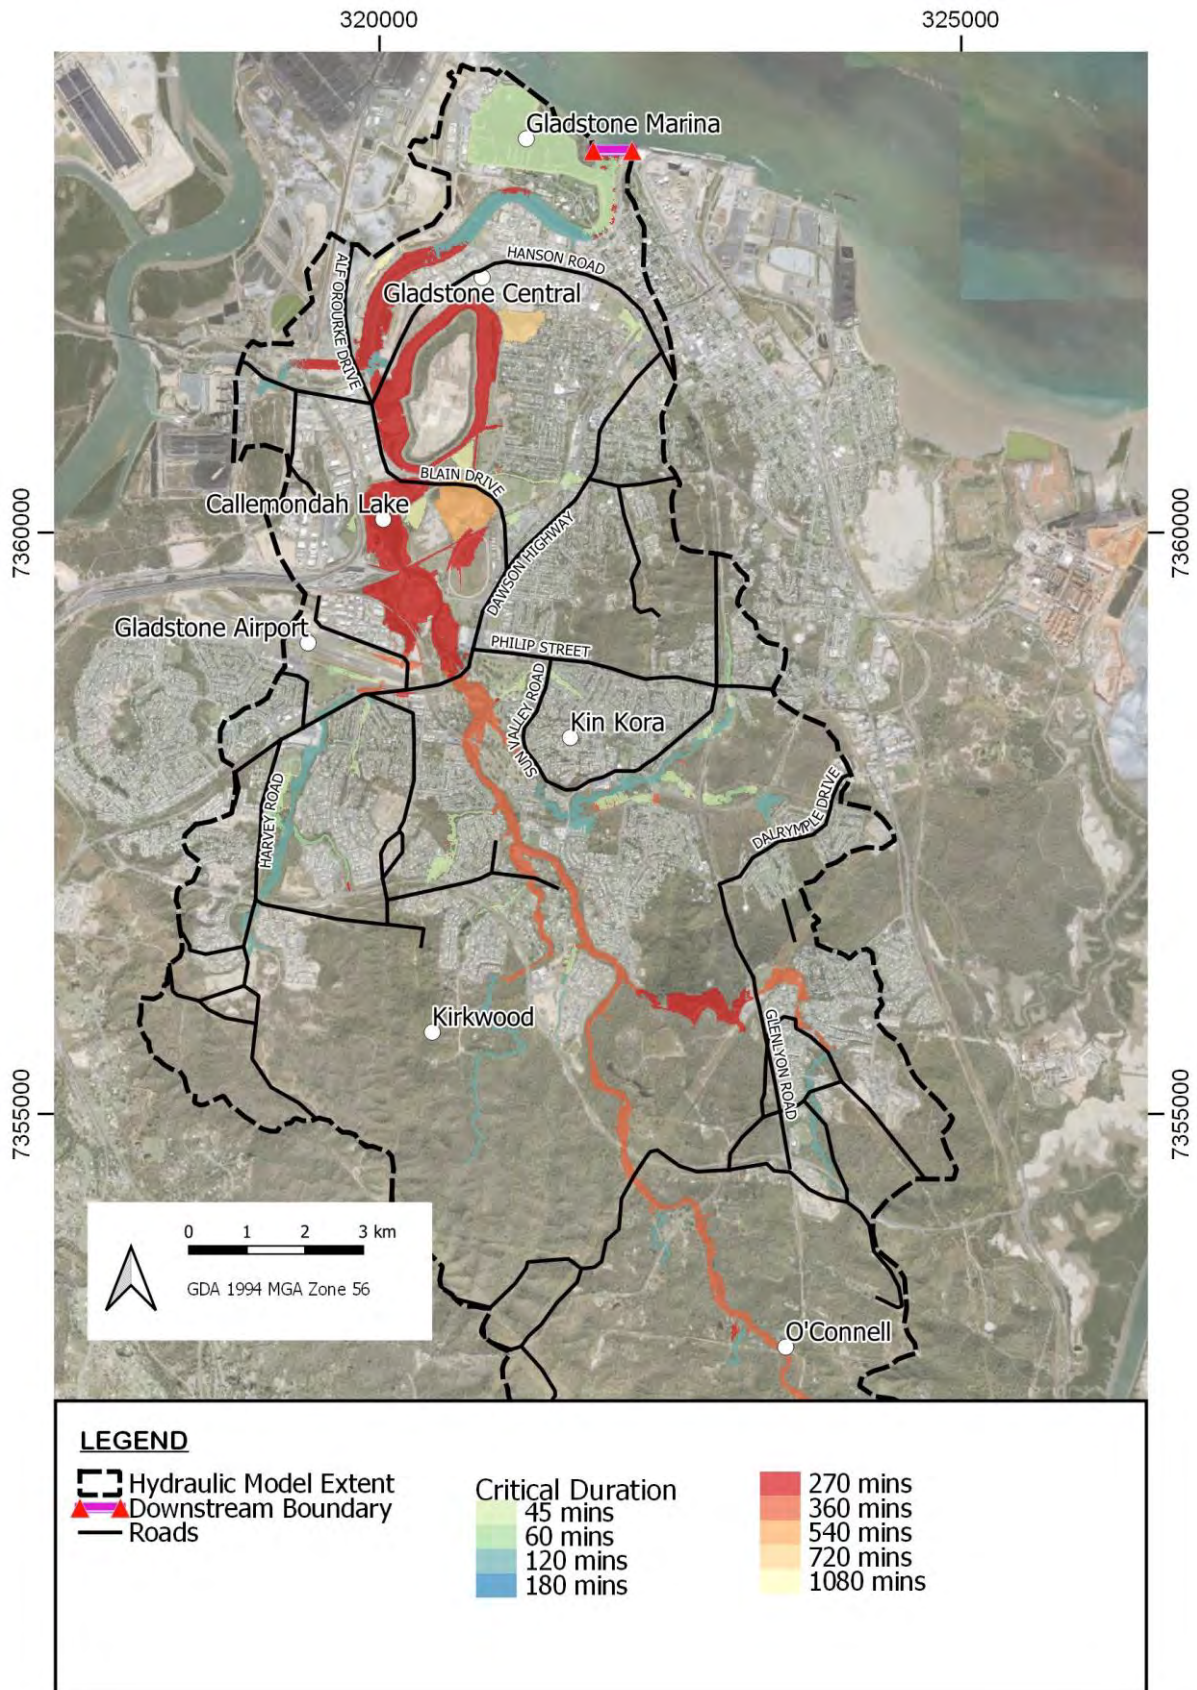 320000
325000
Gladstone Marina
HANSON ROAD
ALF OROURKE DRIVE
Gladstone Central
BLAIN DRIVE
Callemondah Lake
7360000
7360000
DAWSON HIGHWAY
Gladstone Airport
PHILIP STREET
SUN VALLEY ROAD
Kin Kora
HARVEY ROAD
DALRYMPLE DRIVE
Kirkwood
GLENLYON ROAD
7355000
7355000
0 1 2 3 km
GDA 1994 MGA Zone 56
O'Connell
LEGEND
Hydraulic Model Extent
Downstream Boundary
Roads
Critical Duration
45 mins
60 mins
120 mins
180 mins
270 mins
360 mins
540 mins
720 mins
1080 mins